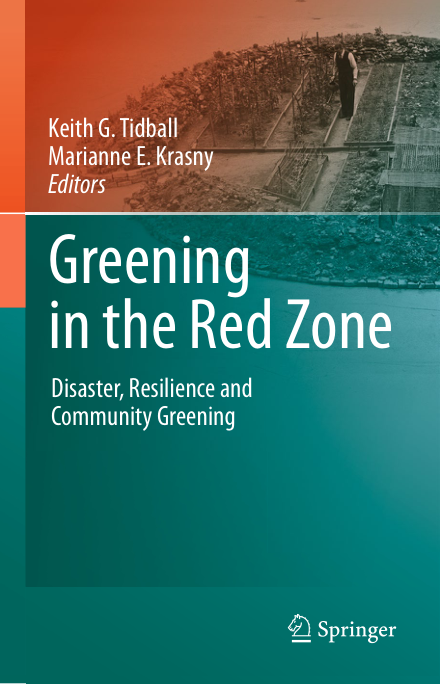 Keith G. Tidball
Marianne E. Krasny
Editors
Greening
in the Red Zone
Disaster, Resilience and
Community Greening
Springer